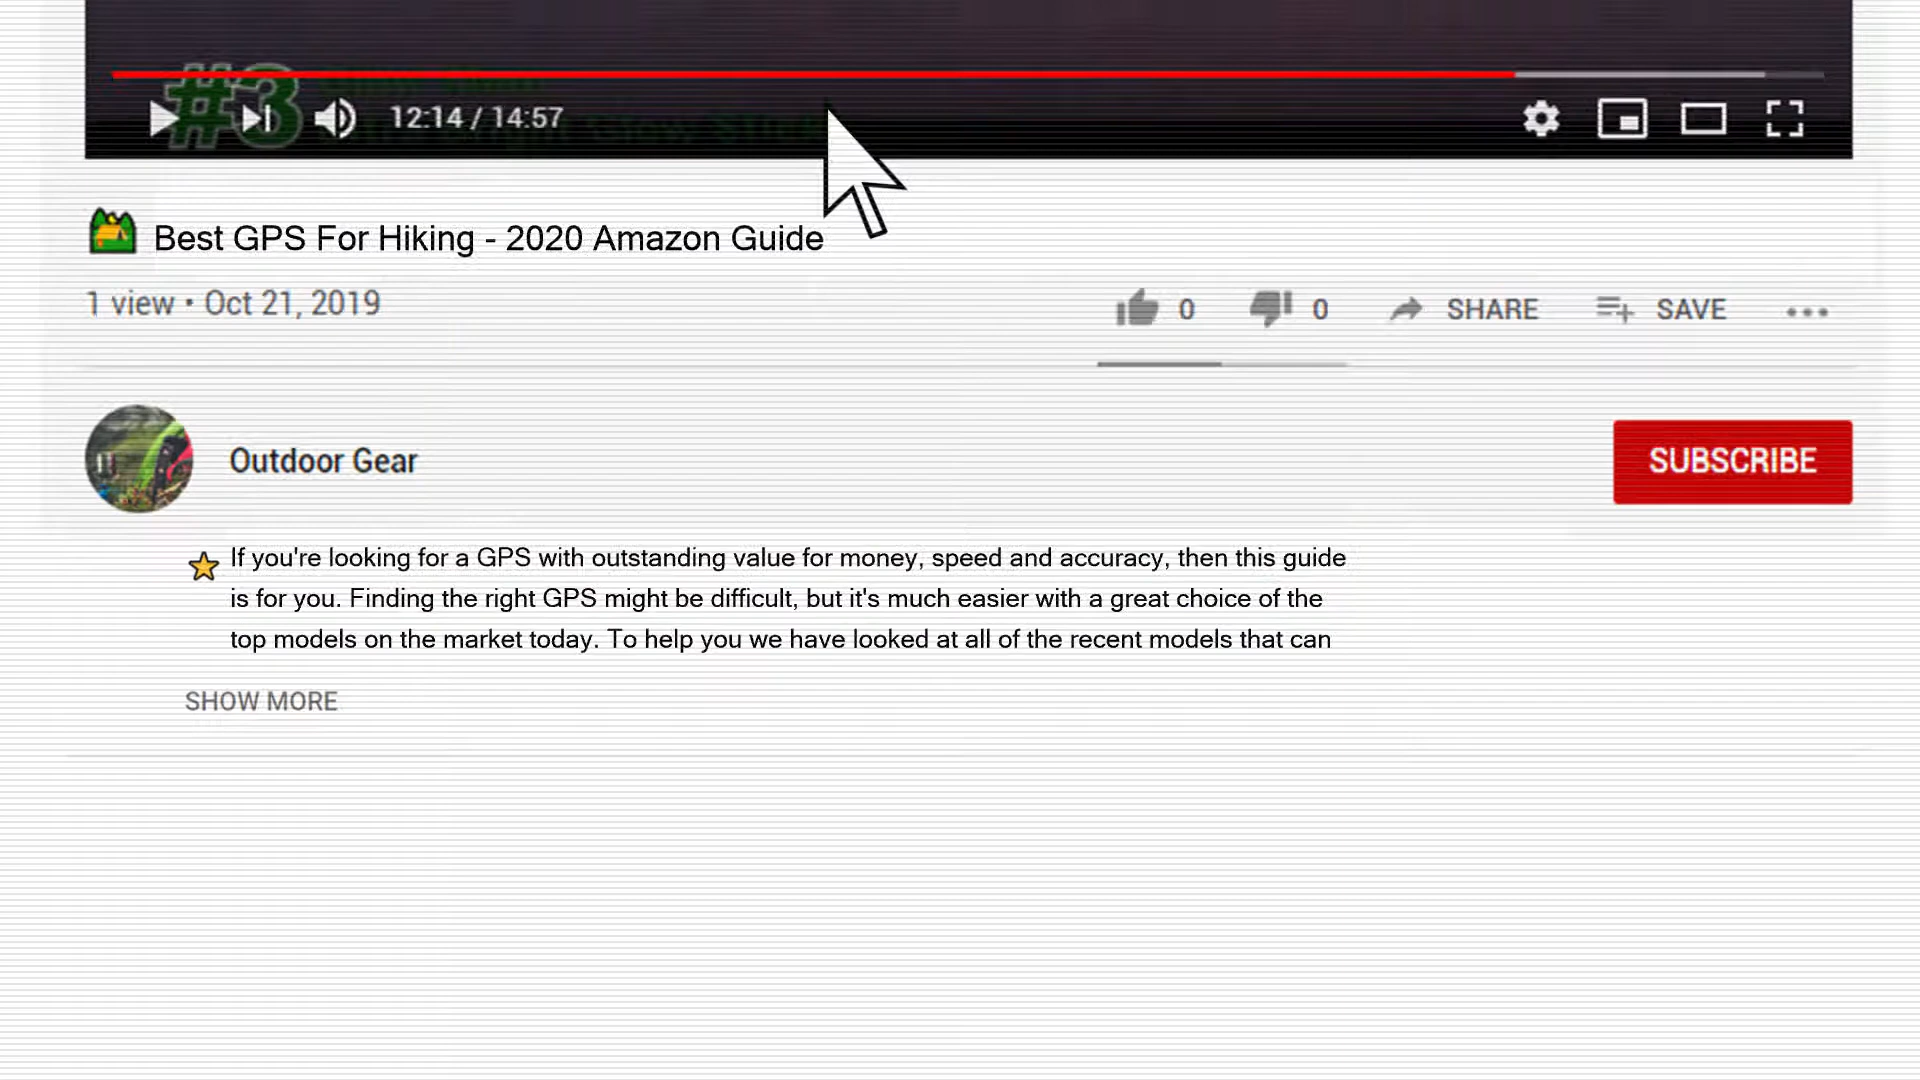 #3
12:14 / 14:57
Best GPS For Hiking - 2020 Amazon Guide
1 view • Oct 21, 2019
0 0 SHARE SAVE
Outdoor Gear
SUBSCRIBE
If you're looking for a GPS with outstanding value for money, speed and accuracy, then this guide
is for you. Finding the right GPS might be difficult, but it's much easier with a great choice of the
top models on the market today. To help you we have looked at all of the recent models that can
SHOW MORE